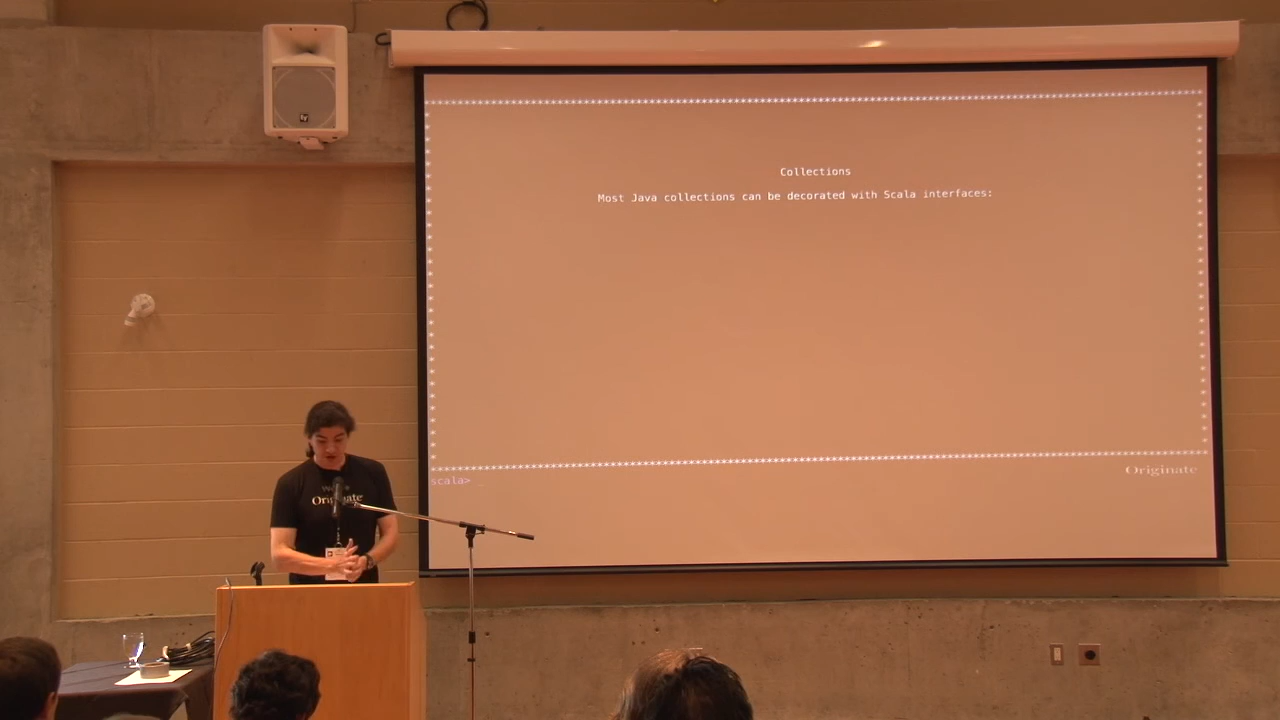 Collections
Most Java collections can be decorated with Scala interfaces:
Originate
scala> _
Originate